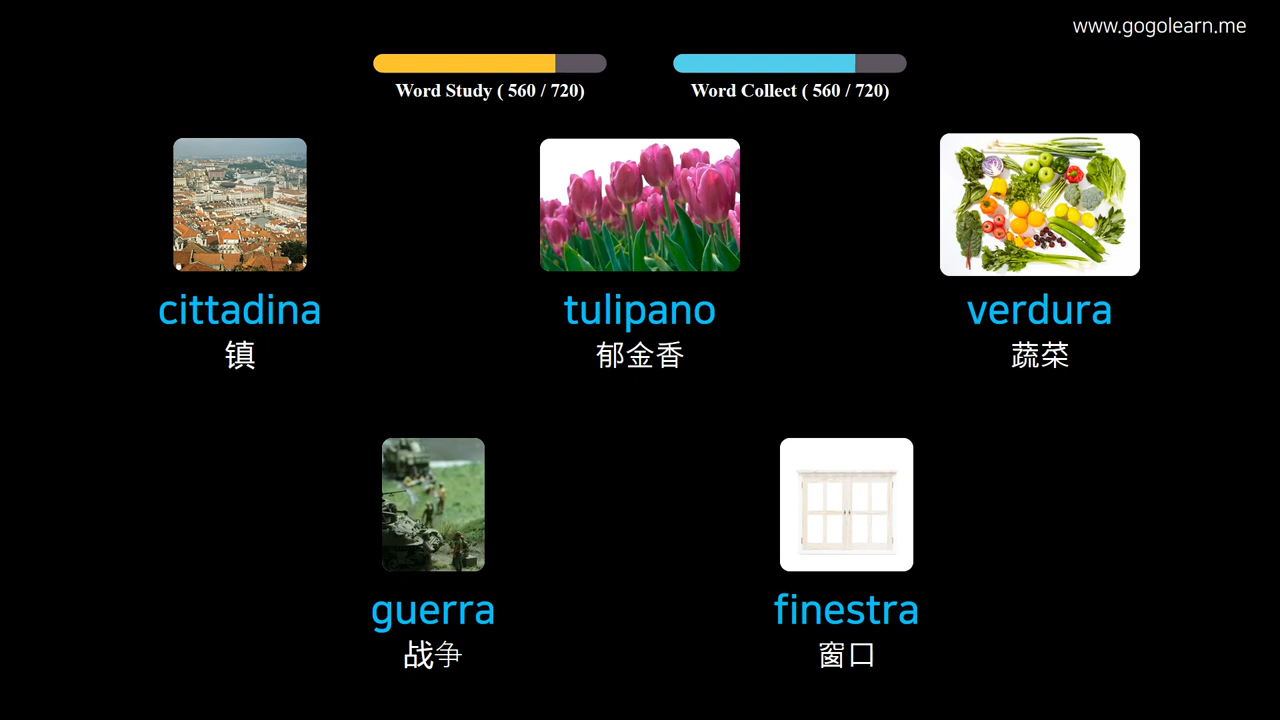 www.gogolearn.me
Word Study ( 560 / 720)
Word Collect ( 560 / 720)
cittadina
镇
tulipano
郁金香
verdura
蔬菜
guerra
战争
finestra
窗口